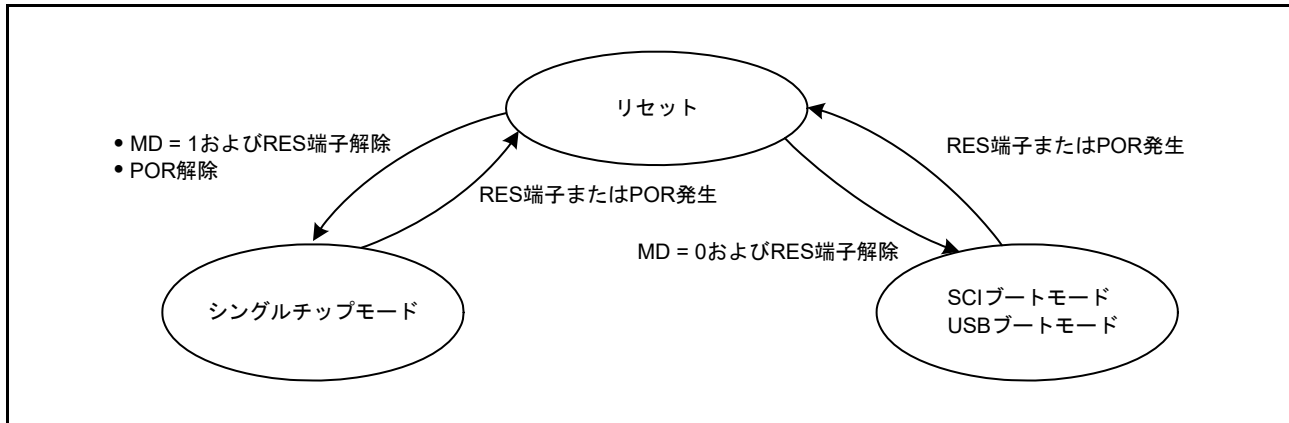 リセット
• MD = 1およびRES端子解除
• POR解除
RES端子またはPOR発生
RES端子またはPOR発生
MD = 0およびRES端子解除
シングルチップモード
SCIブートモード
USBブートモード